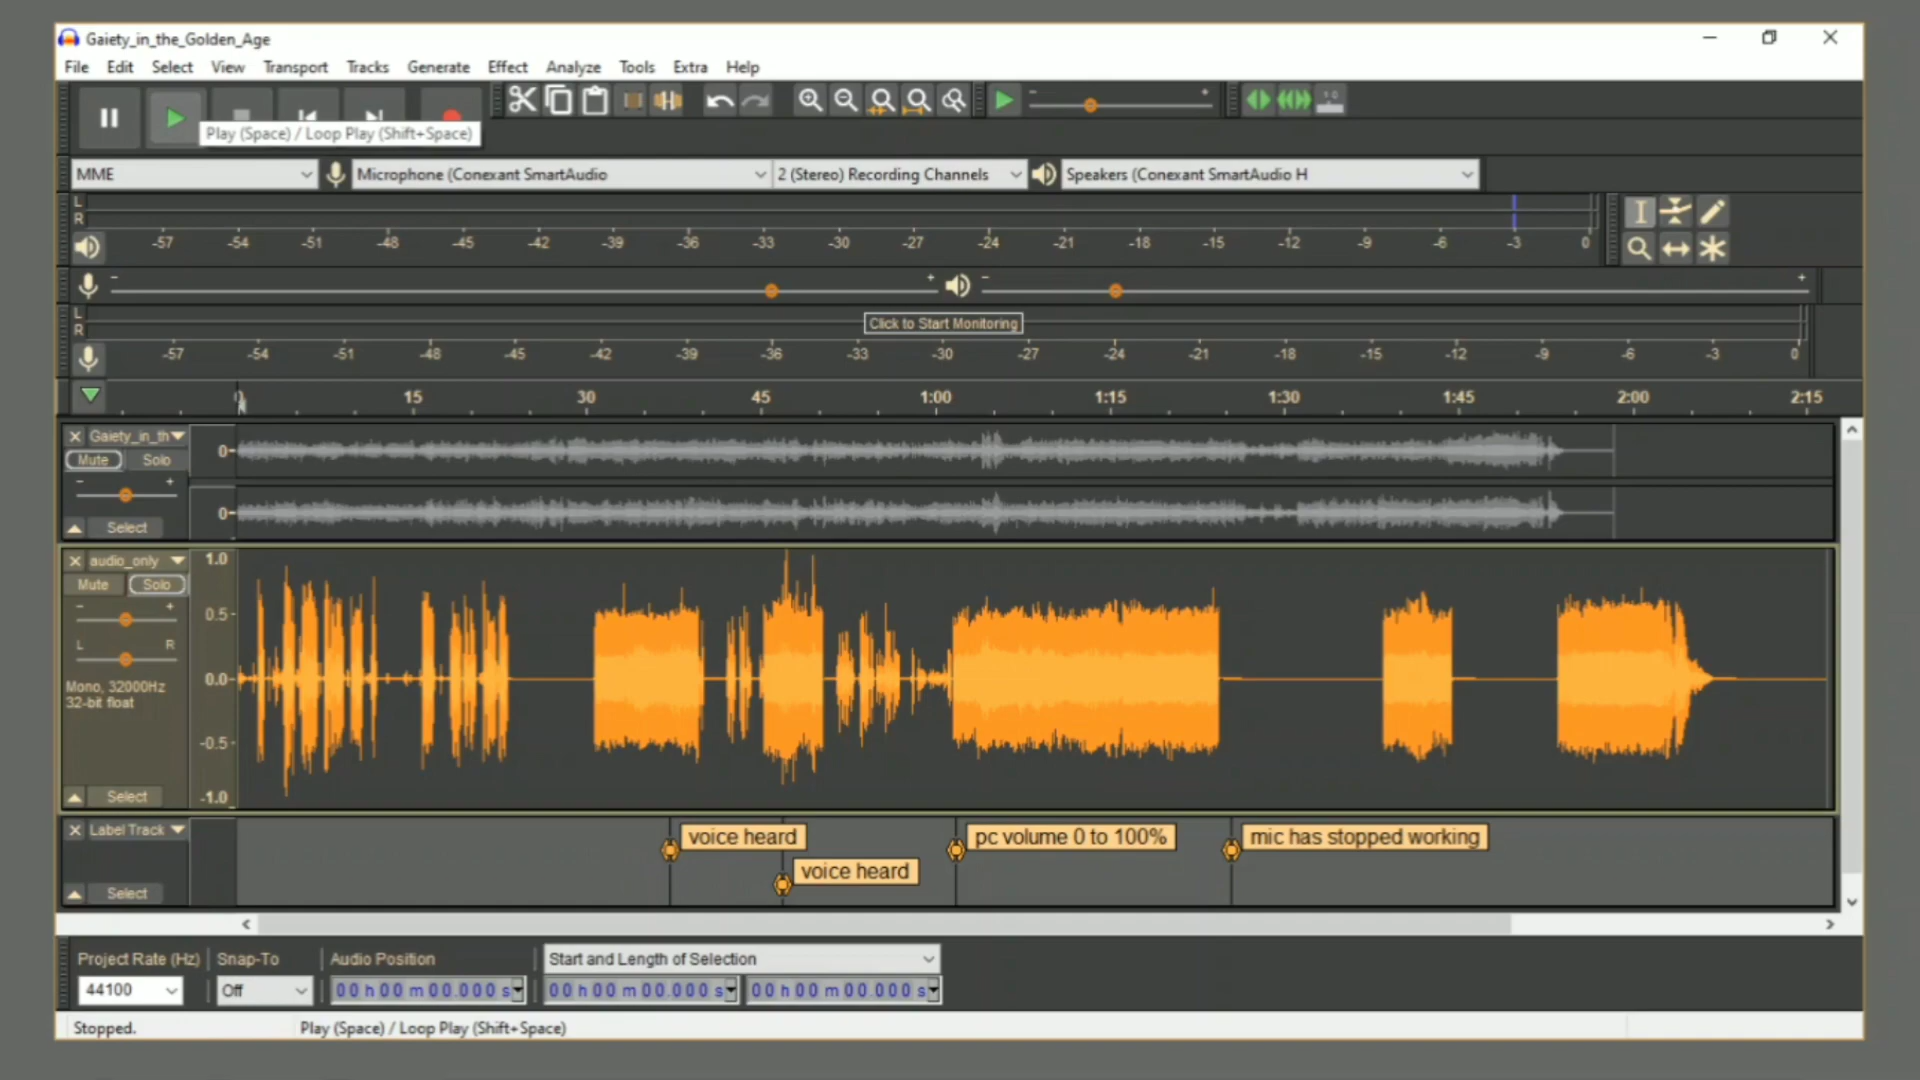 Gaiety_in_the_Golden_Age
File Edit Select View Transport Tracks Generate Effect Analyze Tools Extra Help
Play (Space) / Loop Play (Shift+Space)
MME Microphone (Conexant SmartAudio 2 (Stereo) Recording Channels Speakers (Conexant SmartAudio H
L
R
-57 -54 -51 -48 -45 -42 -39 -36 -33 -30 -27 -24 -21 -18 -15 -12 -9 -6 -3 0
- + - +
L
R
Click to Start Monitoring
-57 -54 -51 -48 -45 -42 -39 -36 -33 -30 -27 -24 -21 -18 -15 -12 -9 -6 -3 0
0 15 30 45 1:00 1:15 1:30 1:45 2:00 2:15
Gaiety_in_th
Mute Solo 0
- +
0
Select
audio_only 1.0
Mute Solo
- + 0.5
L R
Mono, 32000Hz 0.0
32-bit float
-0.5
Select -1.0
Label Track voice heard pc volume 0 to 100% mic has stopped working
voice heard
Select
Project Rate (Hz) Snap-To Audio Position Start and Length of Selection
44100 Off 00 h 00 m 00.000 s 00 h 00 m 00.000 s 00 h 00 m 00.000 s
Stopped. Play (Space) / Loop Play (Shift+Space)